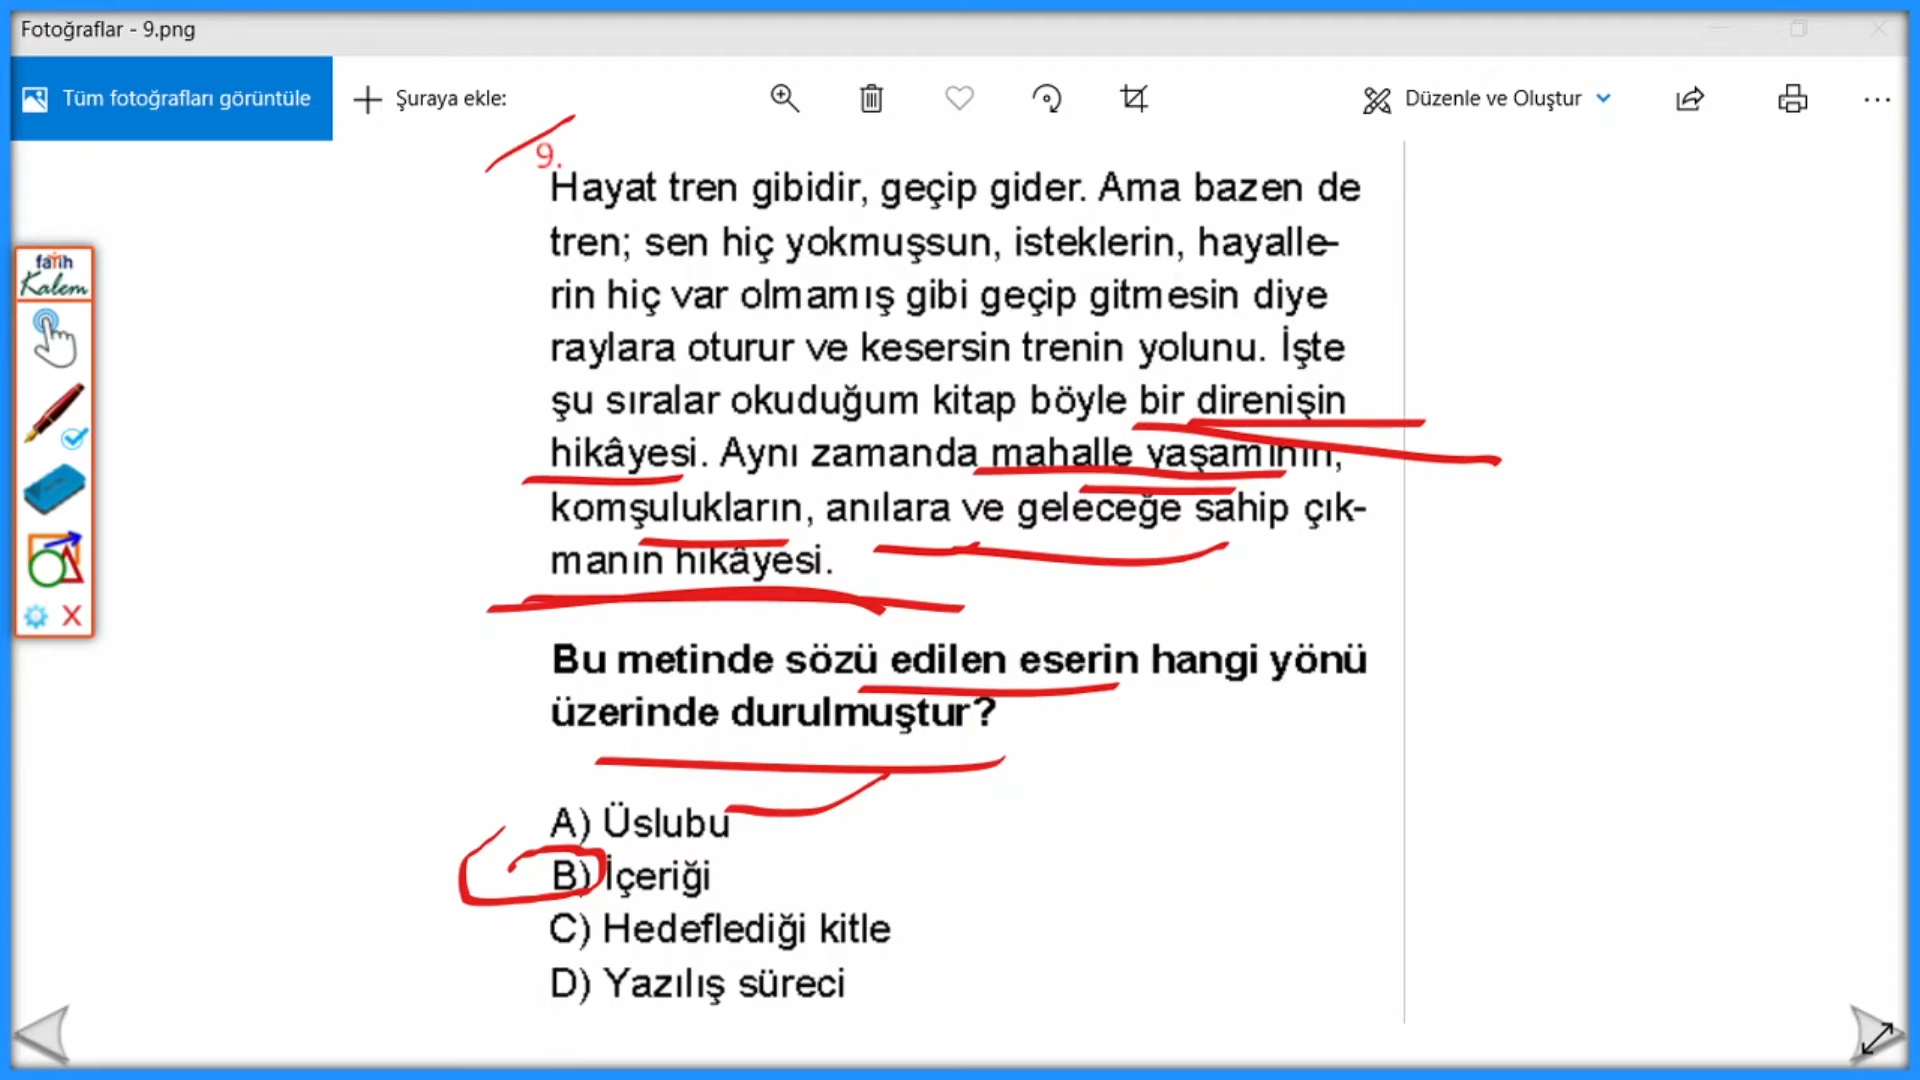 Fotoğraflar - 9.png
Tüm fotoğrafları görüntüle
Şuraya ekle:
Düzenle ve Oluştur
fatih
Kalem
9.
Hayat tren gibidir, geçip gider. Ama bazen de
tren; sen hiç yokmuşsun, isteklerin, hayalle-
rin hiç var olmamış gibi geçip gitmesin diye
raylara oturur ve kesersin trenin yolunu. İşte
şu sıralar okuduğum kitap böyle bir direnişin
hikâyesi. Aynı zamanda mahalle yaşamının,
komşulukların, anılara ve geleceğe sahip çık-
manın hikâyesi.
Bu metinde sözü edilen eserin hangi yönü
üzerinde durulmuştur?
A) Üslubu
B) İçeriği
C) Hedeflediği kitle
D) Yazılış süreci